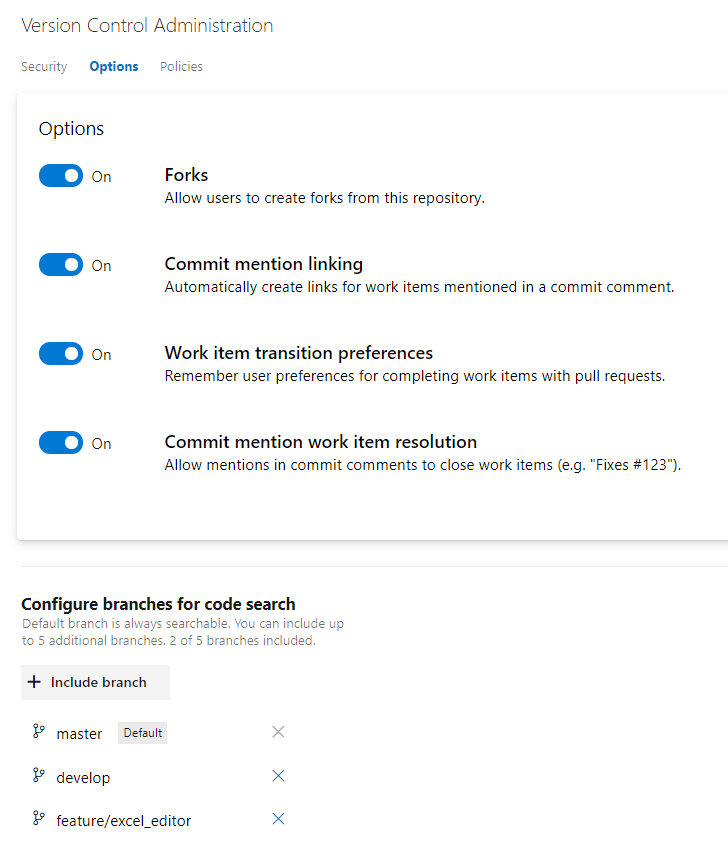 Version Control Administration
Security Options Policies
Options
On Forks
Allow users to create forks from this repository.
On Commit mention linking
Automatically create links for work items mentioned in a commit comment.
On Work item transition preferences
Remember user preferences for completing work items with pull requests.
On Commit mention work item resolution
Allow mentions in commit comments to close work items (e.g. "Fixes #123").
Configure branches for code search
Default branch is always searchable. You can include up
to 5 additional branches. 2 of 5 branches included.
+ Include branch
master Default
develop
feature/excel_editor